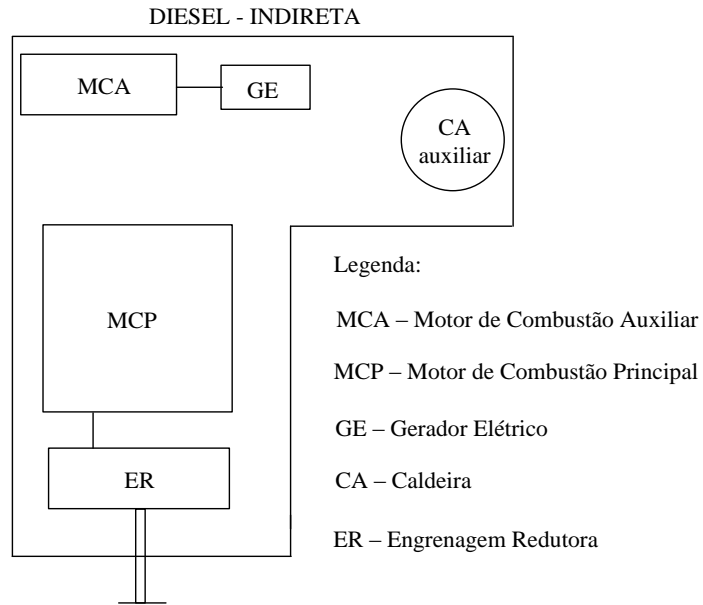 DIESEL - INDIRETA
MCA
GE
CA
auxiliar
MCP
ER
Legenda:
MCA – Motor de Combustão Auxiliar
MCP – Motor de Combustão Principal
GE – Gerador Elétrico
CA – Caldeira
ER – Engrenagem Redutora